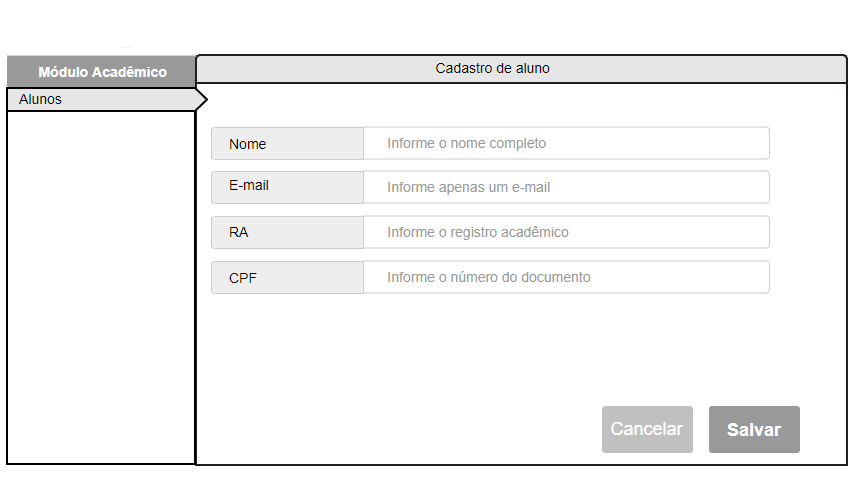 Módulo Acadêmico
Cadastro de aluno
Alunos
Nome
Informe o nome completo
E-mail
Informe apenas um e-mail
RA
Informe o registro acadêmico
CPF
Informe o número do documento
Cancelar
Salvar